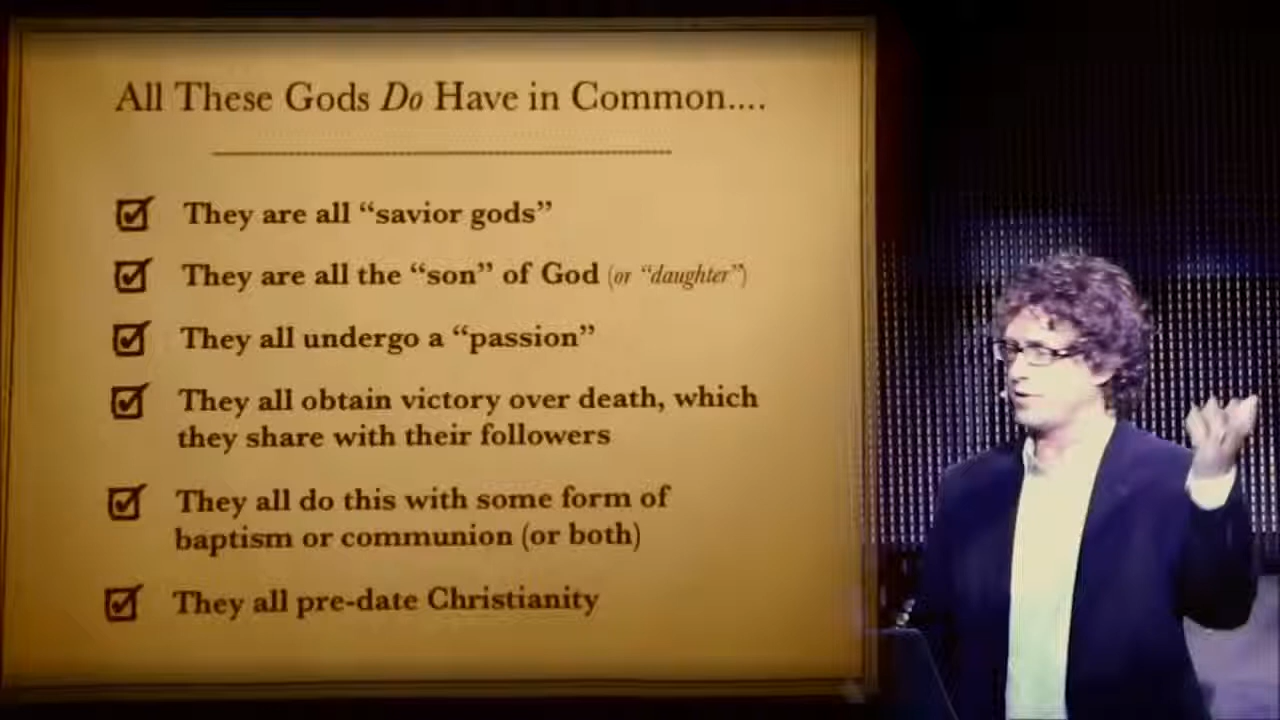 All These Gods Do Have in Common....
They are all “savior gods”
They are all the “son” of God (or “daughter”)
They all undergo a “passion”
They all obtain victory over death, which
they share with their followers
They all do this with some form of
baptism or communion (or both)
They all pre-date Christianity